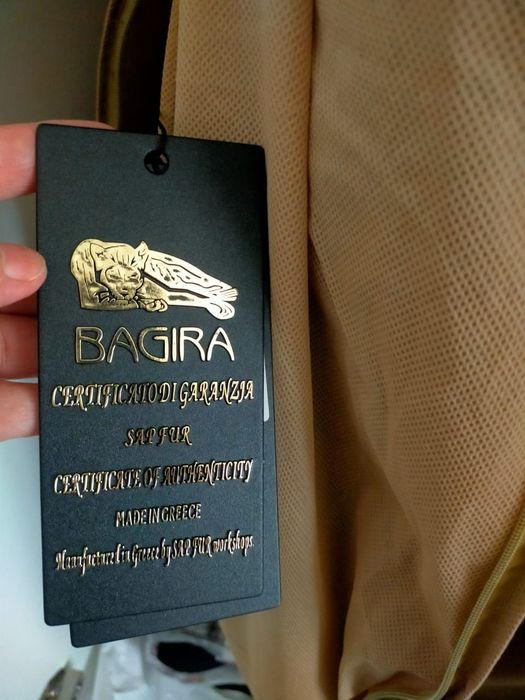 BAGIRA
CERTIFICATO DI GARANZIA
SAP FUR
CERTIFICATE OF AUTHENTICITY
MADE IN GREECE
Manufactured in Greece by SAP FUR workshops.